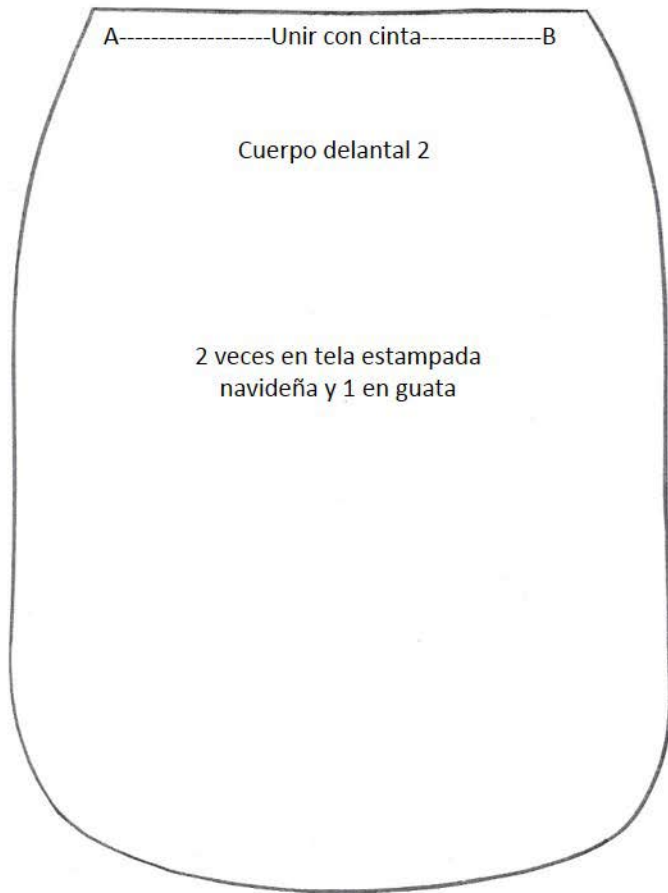 A-------------------Unir con cinta---------------B
Cuerpo delantal 2
2 veces en tela estampada
navideña y 1 en guata